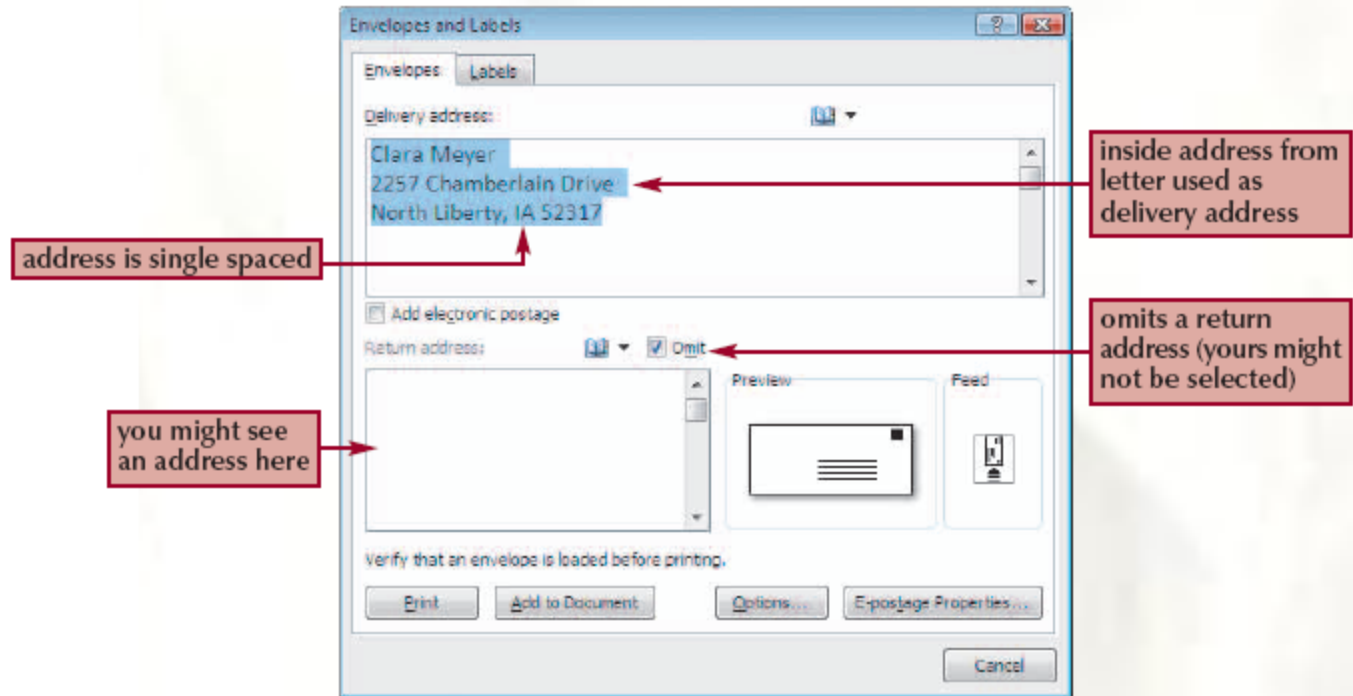 Envelopes and Labels
Envelopes Labels
Delivery address:
Clara Meyer
2257 Chamberlain Drive
North Liberty, IA 52317
inside address from
letter used as
delivery address
address is single spaced
Add electronic postage
Return address: Omit
omits a return
address (yours might
not be selected)
Preview
Feed
you might see
an address here
Verify that an envelope is loaded before printing.
Print Add to Document Options... E-postage Properties...
Cancel